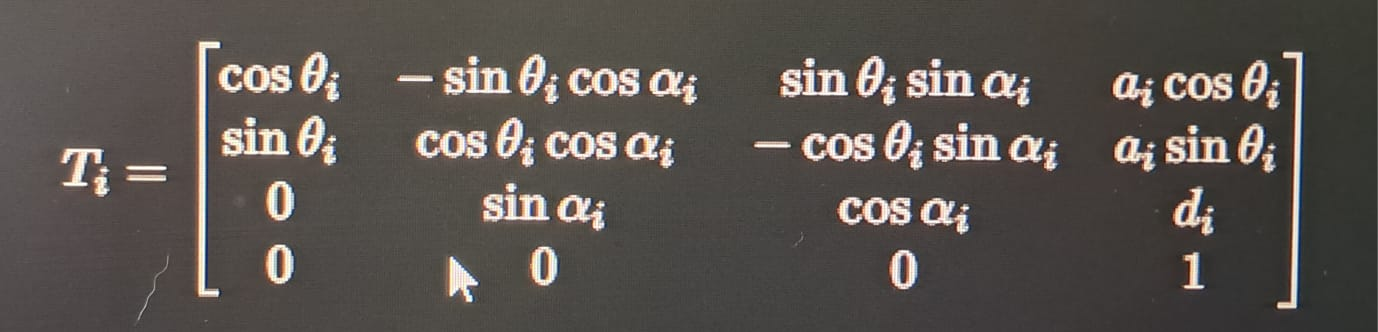 T_i = [ cos θ_i   − sin θ_i cos α_i   sin θ_i sin α_i   a_i cos θ_i
sin θ_i   cos θ_i cos α_i   − cos θ_i sin α_i   a_i sin θ_i
0   sin α_i   cos α_i   d_i
0   0   0   1 ]